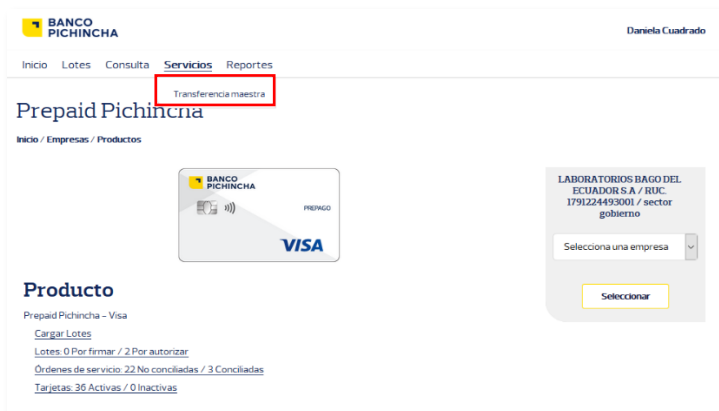 BANCO
PICHINCHA
Daniela Cuadrado
Inicio Lotes Consulta Servicios Reportes
Transferencia maestra
Prepaid Pichincha
Inicio / Empresas / Productos
BANCO
PICHINCHA
PREPAGO
VISA
LABORATORIOS BAGO DEL
ECUADOR S.A / RUC.
1791224493001 / sector
gobierno
Selecciona una empresa
Seleccionar
Producto
Prepaid Pichincha – Visa
Cargar Lotes
Lotes: 0 Por firmar / 2 Por autorizar
Órdenes de servicio: 22 No conciliadas / 3 Conciliadas
Tarjetas: 36 Activas / 0 Inactivas